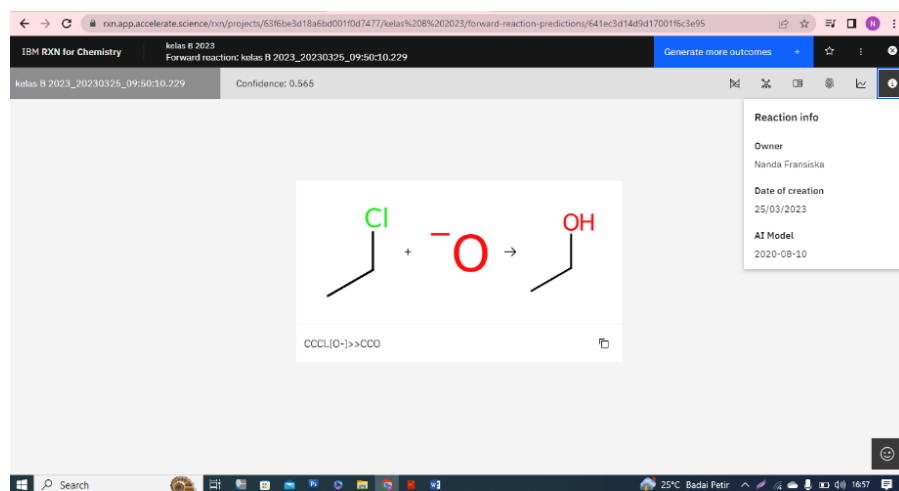 rxn.app.accelerate.science/rxn/projects/63f6be3d18a6bd001f0d7477/kelas%208%202023/forward-reaction-predictions/641ec3d14d9d17001f5c3e95
N
IBM RXN for Chemistry
kelas B 2023
Forward reaction: kelas B 2023_20230325_09:50:10.229
Generate more outcomes +
kelas B 2023_20230325_09:50:10.229
Confidence: 0.565
Reaction info
Owner
Nanda Fransiska
Date of creation
25/03/2023
AI Model
2020-08-10
Cl
+
−O
→
OH
CCCl.[O-]>>CCO
Search
25°C Badai Petir
16:57